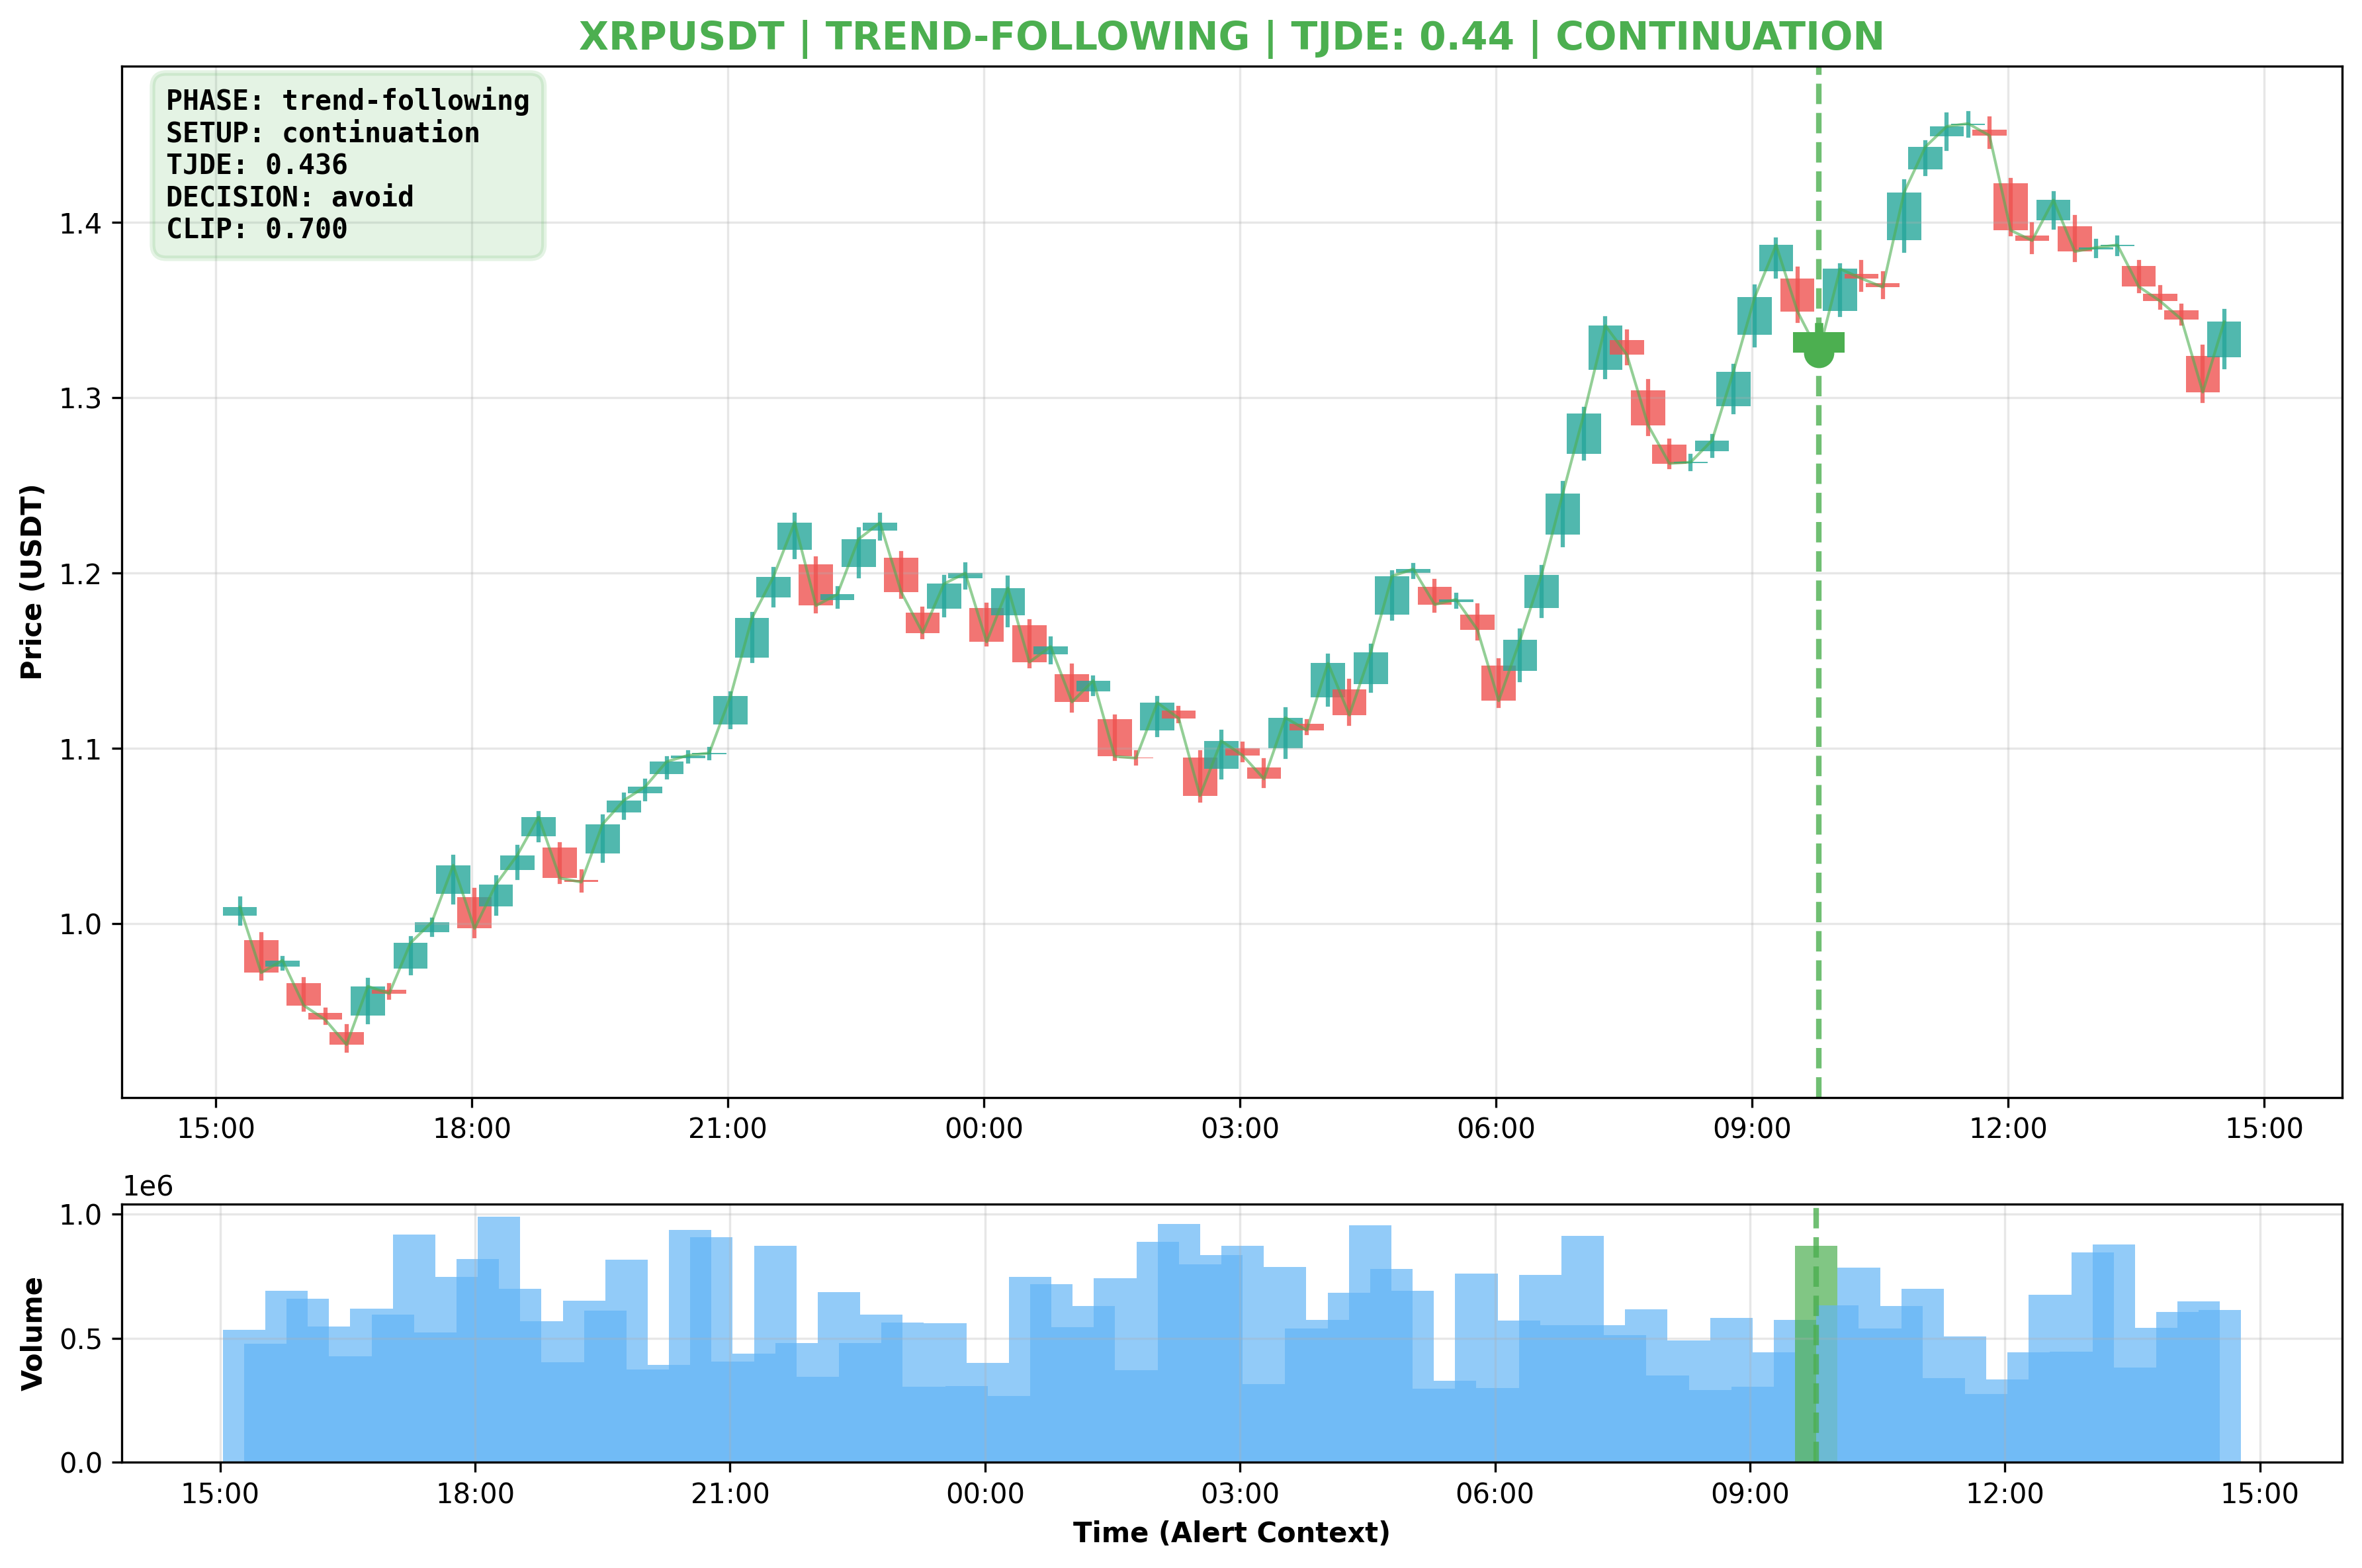 XRPUSDT | TREND-FOLLOWING | TJDE: 0.44 | CONTINUATION
PHASE: trend-following
SETUP: continuation
TJDE: 0.436
DECISION: avoid
CLIP: 0.700
Price (USDT)
1.4
1.3
1.2
1.1
1.0
15:00 18:00 21:00 00:00 03:00 06:00 09:00 12:00 15:00
1e6
Volume
1.0
0.5
0.0
15:00 18:00 21:00 00:00 03:00 06:00 09:00 12:00 15:00
Time (Alert Context)